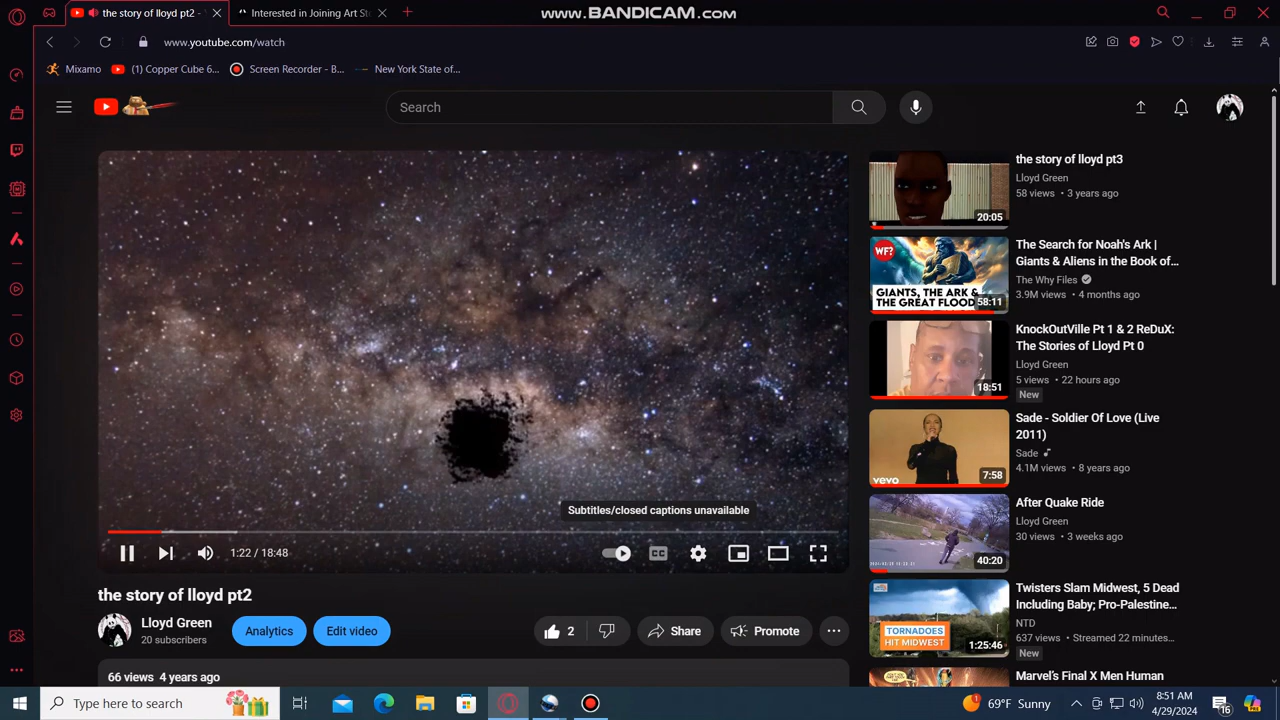 the story of lloyd pt2 -
Interested in Joining Art St
www.BANDICAM.com
www.youtube.com/watch
Mixamo
(1) Copper Cube 6...
Screen Recorder - B...
New York State of...
Search
the story of lloyd pt3
Lloyd Green
58 views • 3 years ago
20:05
WF?
GIANTS, THE ARK &
THE GREAT FLOOD
58:11
The Search for Noah's Ark |
Giants & Aliens in the Book of...
The Why Files
3.9M views • 4 months ago
KnockOutVille Pt 1 & 2 ReDuX:
The Stories of Lloyd Pt 0
Lloyd Green
5 views • 22 hours ago
New
18:51
Sade - Soldier Of Love (Live
2011)
Sade
4.1M views • 8 years ago
vevo
7:58
After Quake Ride
Lloyd Green
30 views • 3 weeks ago
40:20
Twisters Slam Midwest, 5 Dead
Including Baby; Pro-Palestine...
NTD
637 views • Streamed 22 minutes...
New
TORNADOES
HIT MIDWEST
1:25:46
Marvel's Final X Men Human
Subtitles/closed captions unavailable
1:22 / 18:48
CC
the story of lloyd pt2
Lloyd Green
20 subscribers
Analytics
Edit video
2
Share
Promote
66 views 4 years ago
Type here to search
1
69°F Sunny
8:51 AM
4/29/2024
16
PRE